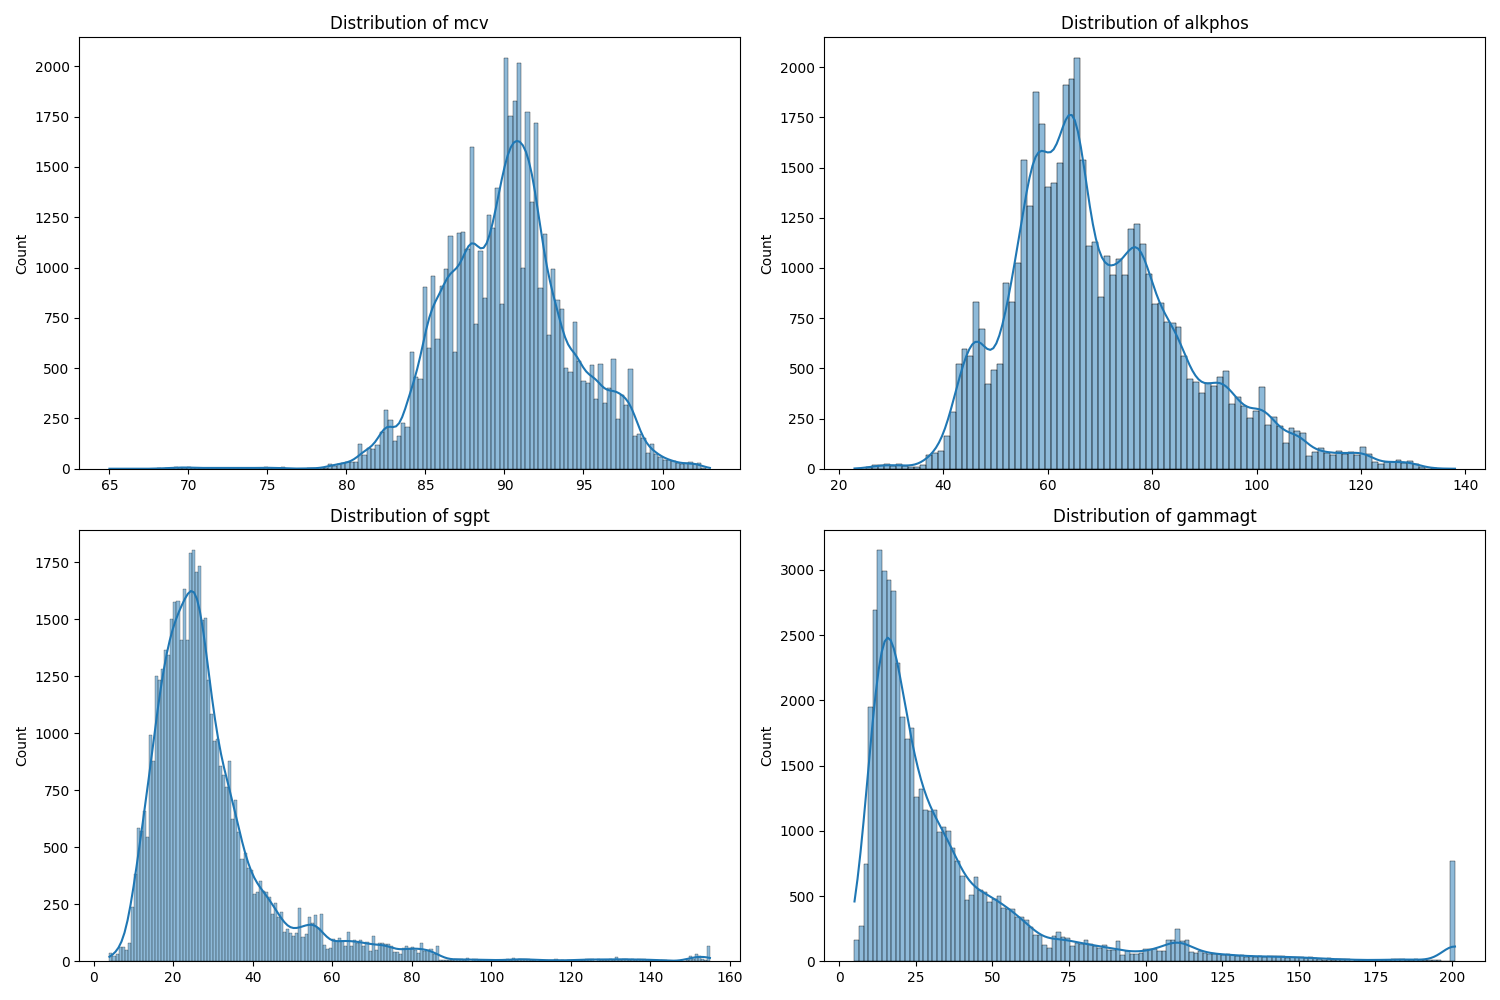 Distribution of mcv
Count
2000
1750
1500
1250
1000
750
500
250
0
65 70 75 80 85 90 95 100
Distribution of alkphos
Count
2000
1750
1500
1250
1000
750
500
250
0
20 40 60 80 100 120 140
Distribution of sgpt
Count
1750
1500
1250
1000
750
500
250
0
0 20 40 60 80 100 120 140 160
Distribution of gammagt
Count
3000
2500
2000
1500
1000
500
0
0 25 50 75 100 125 150 175 200